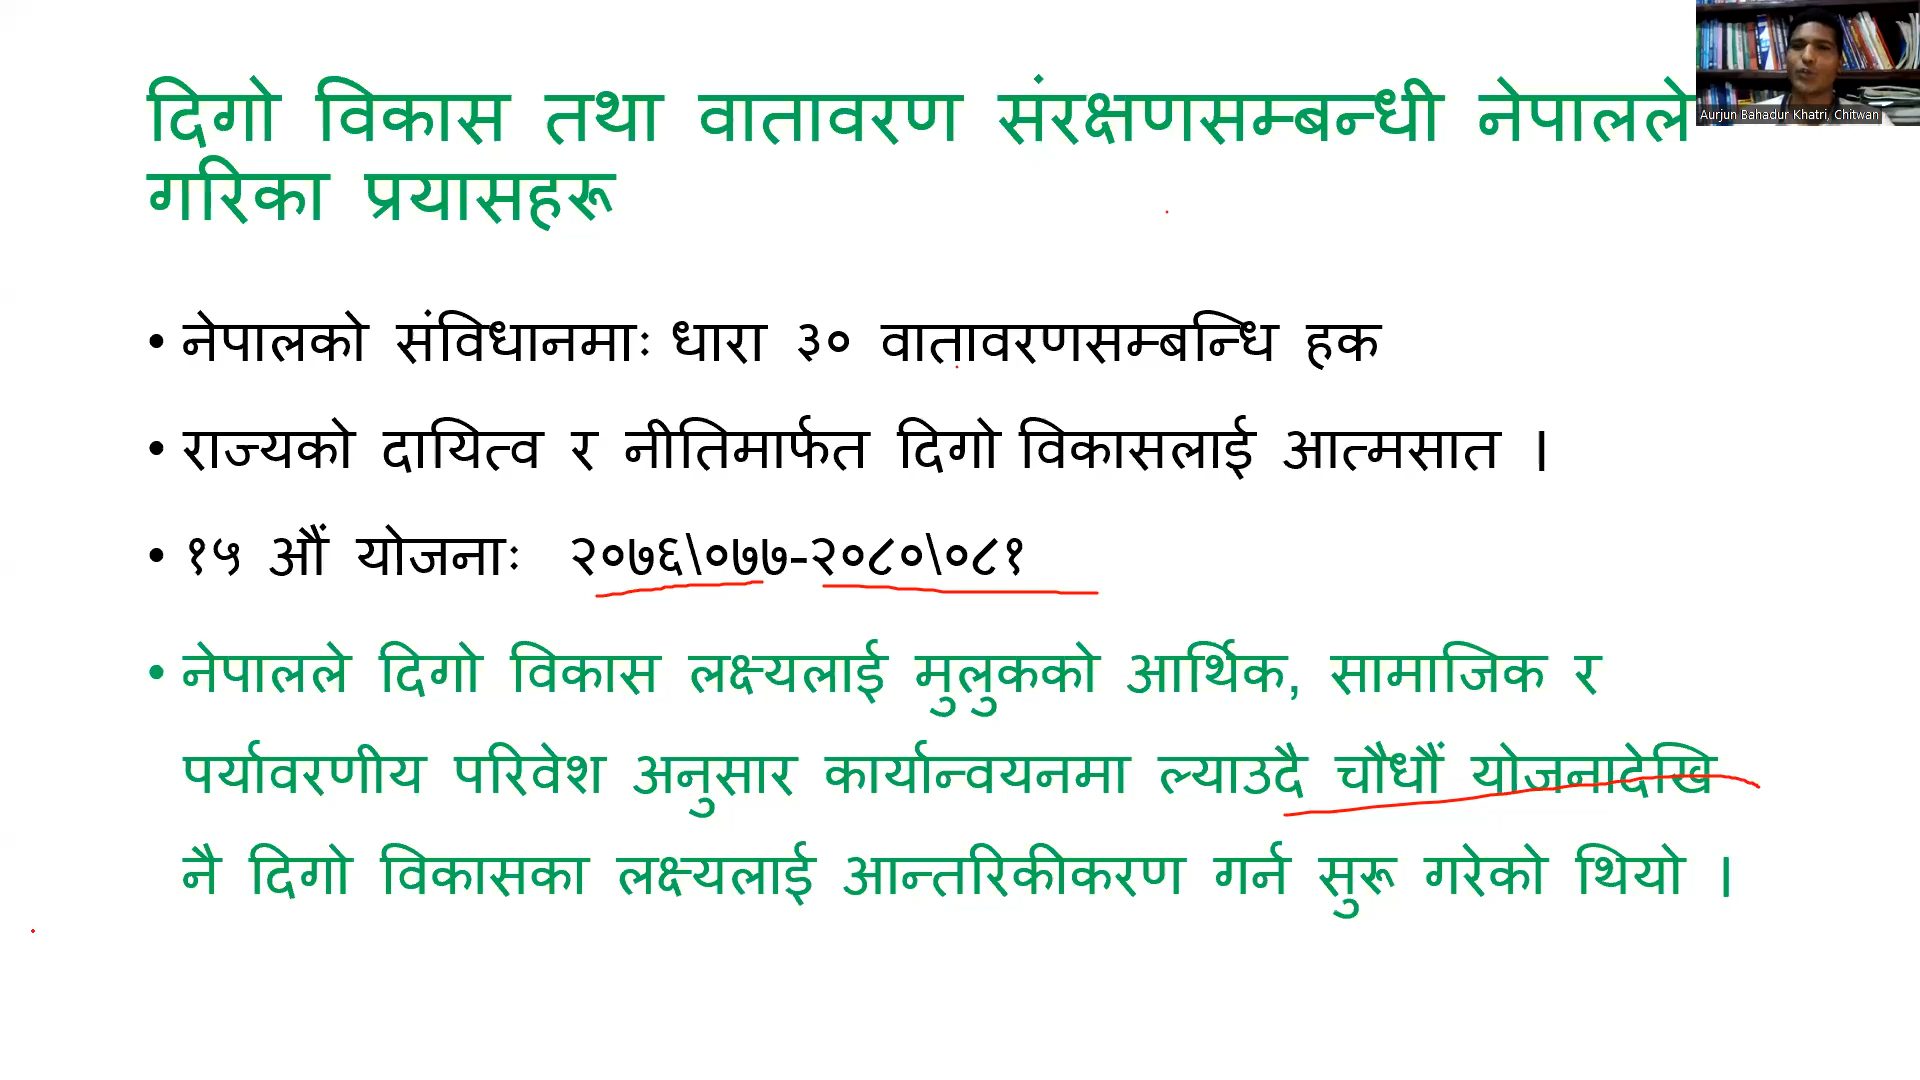 दिगो विकास तथा वातावरण संरक्षणसम्बन्धी नेपालले
गरिका प्रयासहरू
Aurjun Bahadur Khatri, Chitwan
• नेपालको संविधानमाः धारा ३० वातावरणसम्बन्धि हक
• राज्यको दायित्व र नीतिमार्फत दिगो विकासलाई आत्मसात ।
• १५ औं योजनाः २०७६\०७७-२०८०\०८१
• नेपालले दिगो विकास लक्ष्यलाई मुलुकको आर्थिक, सामाजिक र
पर्यावरणीय परिवेश अनुसार कार्यान्वयनमा ल्याउदै चौधौं योजनादेखि
नै दिगो विकासका लक्ष्यलाई आन्तरिकीकरण गर्न सुरू गरेको थियो ।